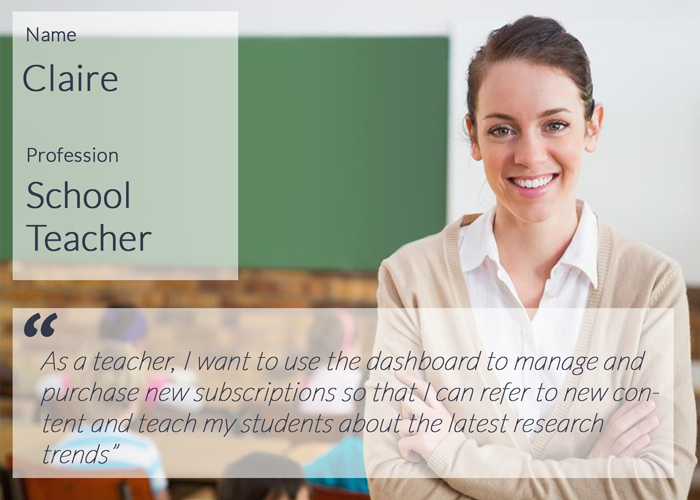 Name
Claire
Profession
School
Teacher
“
As a teacher, I want to use the dashboard to manage and
purchase new subscriptions so that I can refer to new con-
tent and teach my students about the latest research
trends”